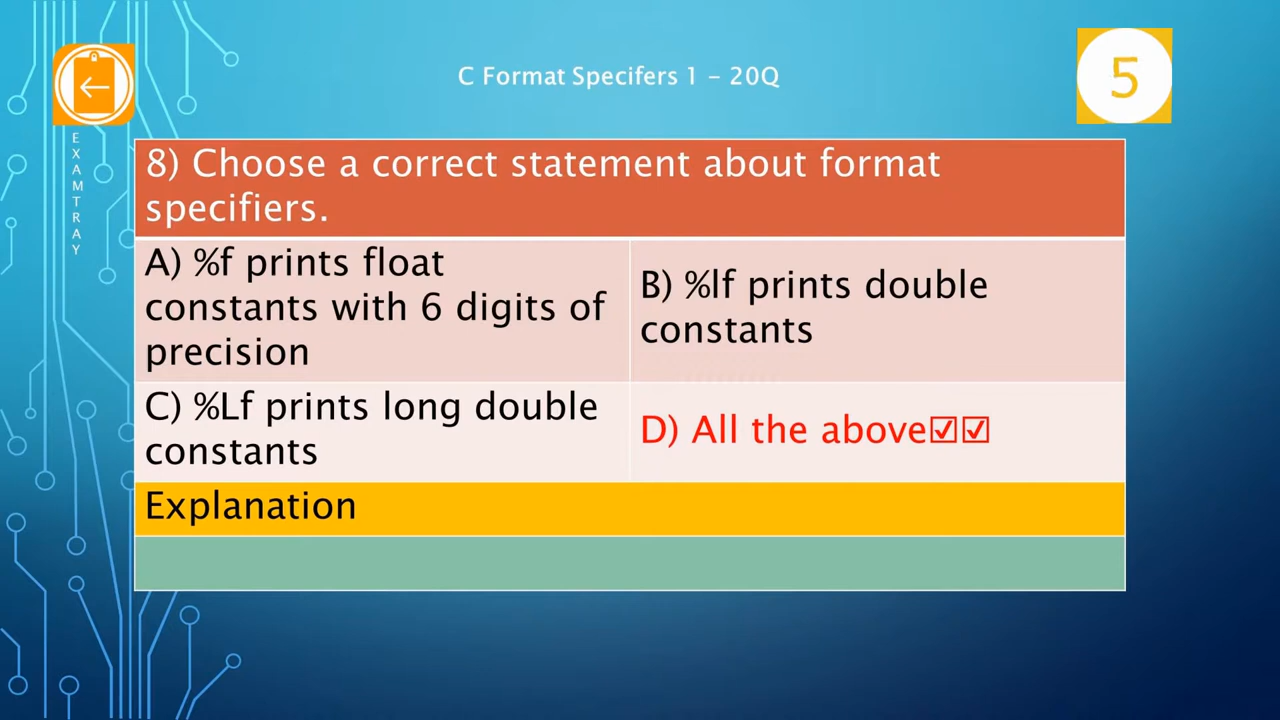 C Format Specifers 1 - 20Q
5
EXAMTRAY
8) Choose a correct statement about format
specifiers.
A) %f prints float
constants with 6 digits of
precision
B) %lf prints double
constants
C) %Lf prints long double
constants
D) All the above☑☑
Explanation